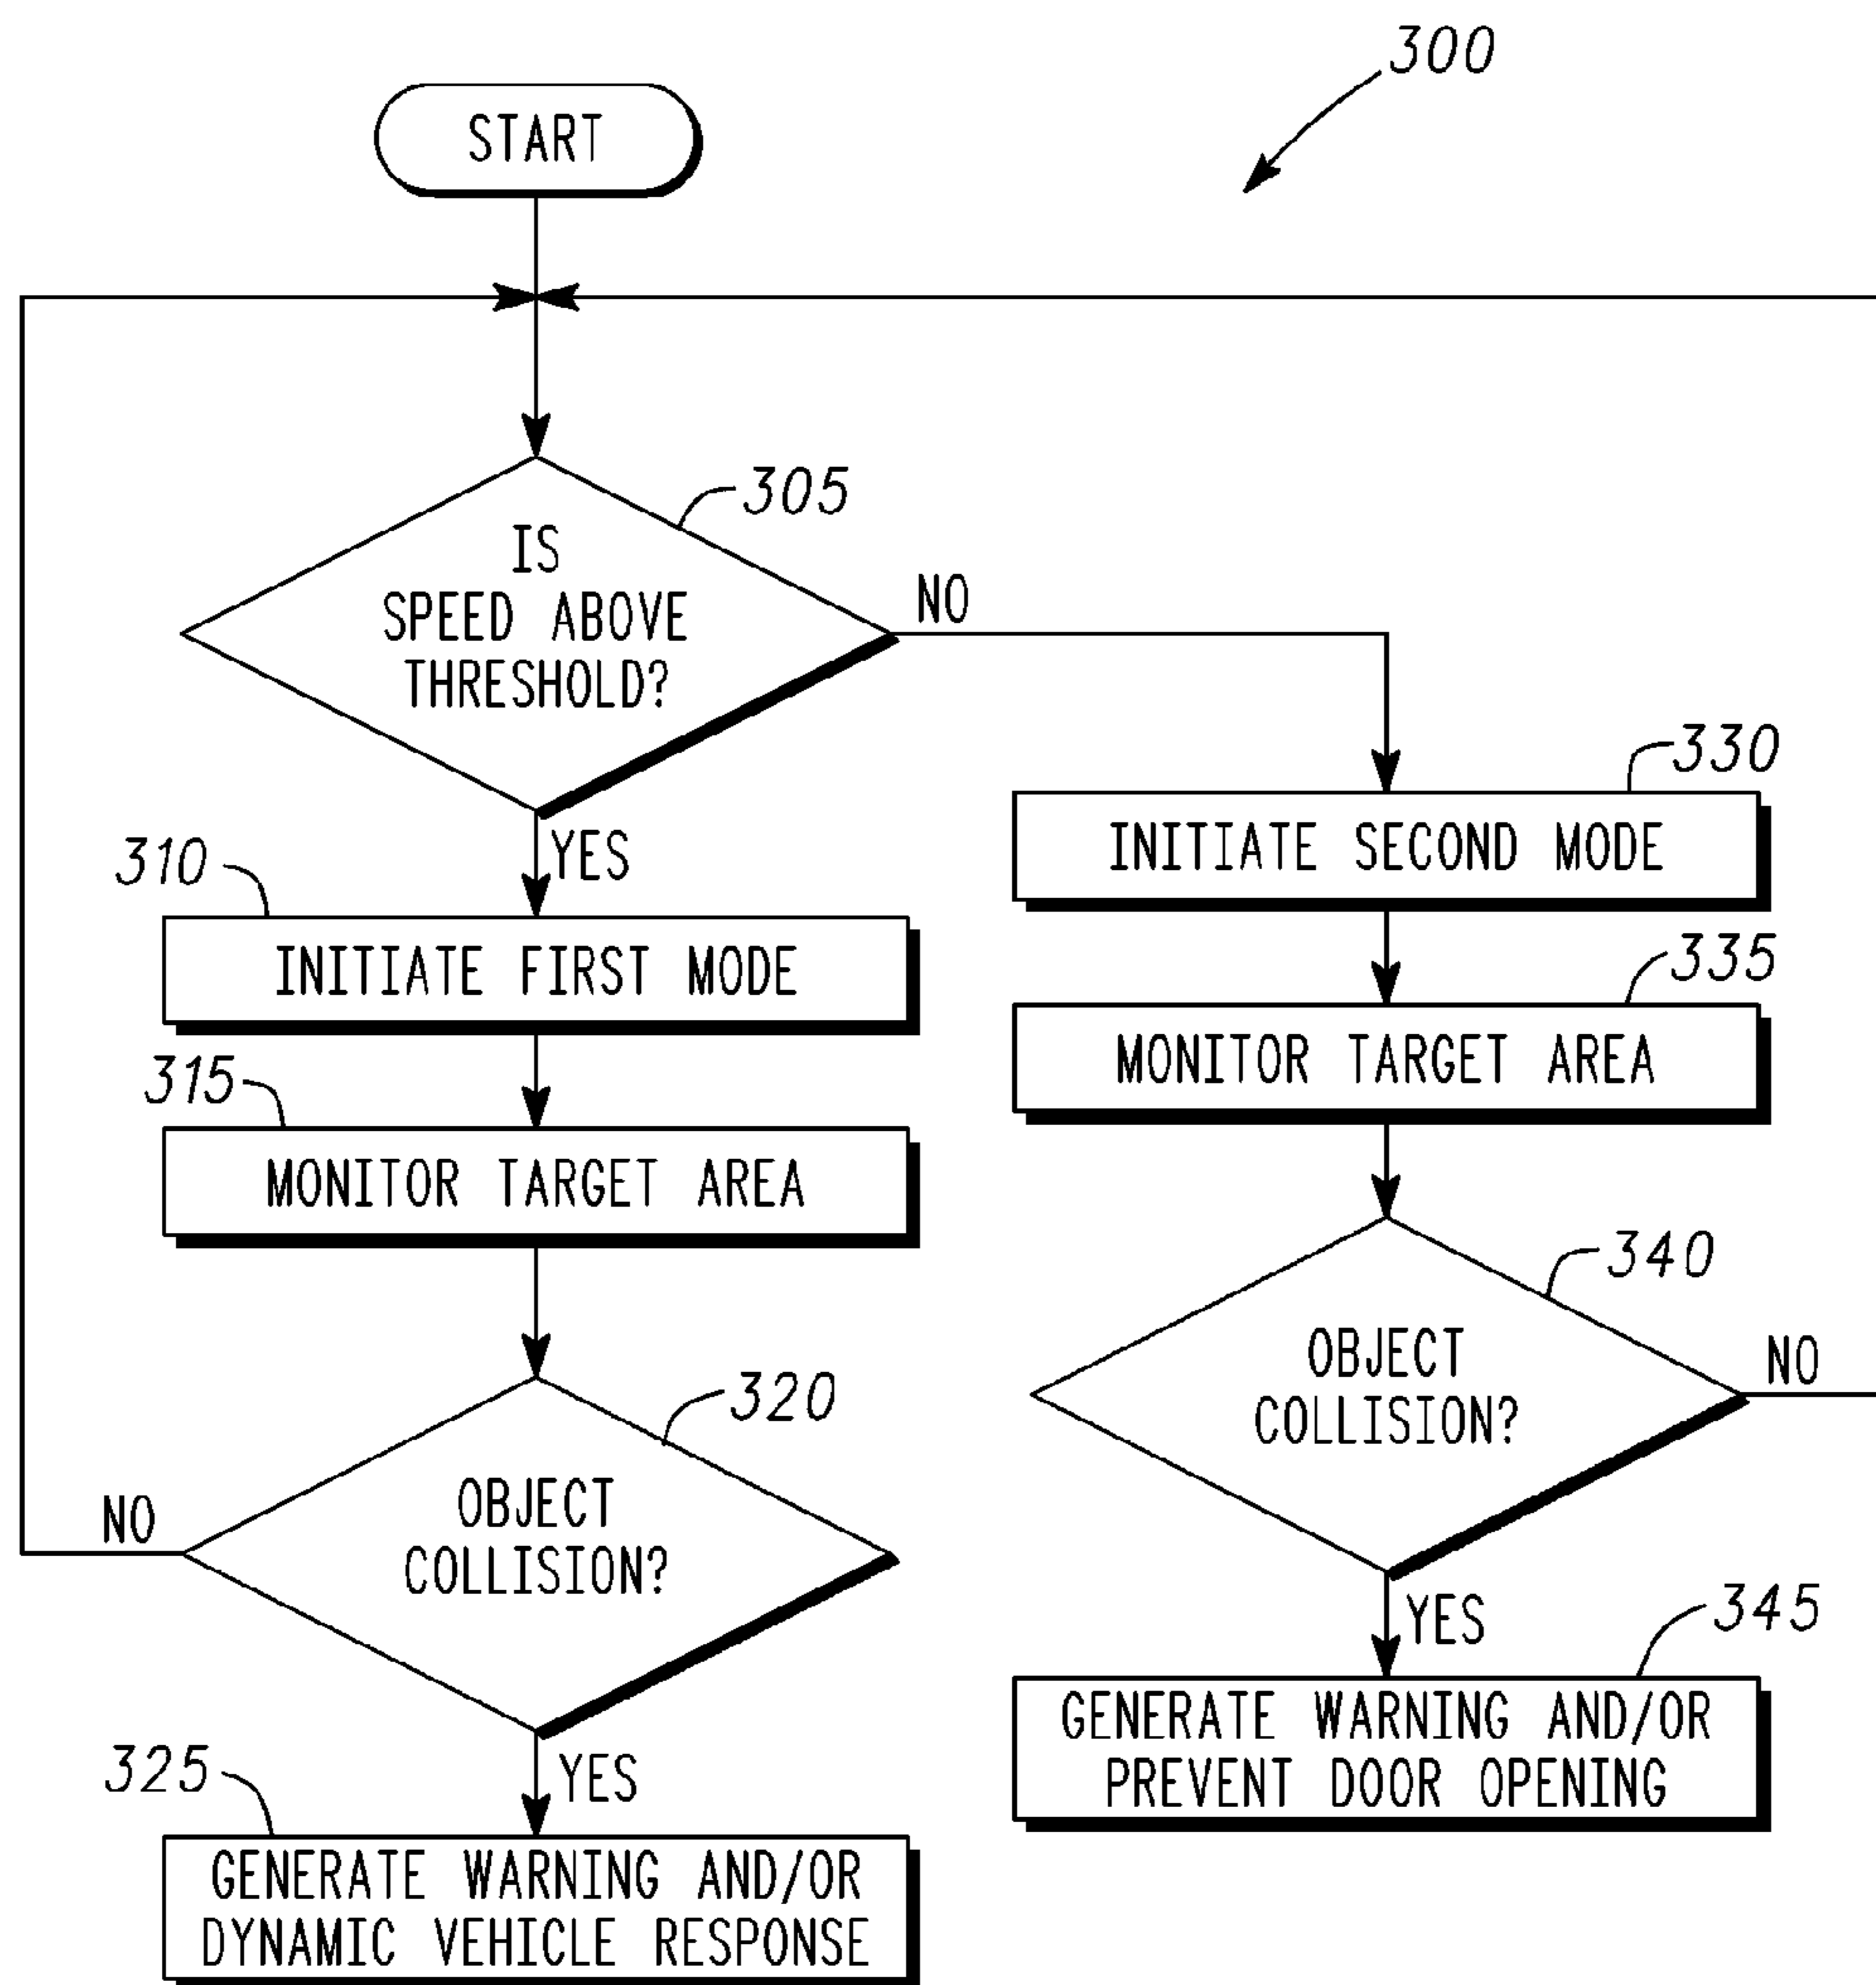 300
START
305
IS
SPEED ABOVE
THRESHOLD?
NO
YES
310
INITIATE FIRST MODE
315
MONITOR TARGET AREA
320
OBJECT
COLLISION?
NO
YES
325
GENERATE WARNING AND/OR
DYNAMIC VEHICLE RESPONSE
330
INITIATE SECOND MODE
335
MONITOR TARGET AREA
340
OBJECT
COLLISION?
NO
YES
345
GENERATE WARNING AND/OR
PREVENT DOOR OPENING